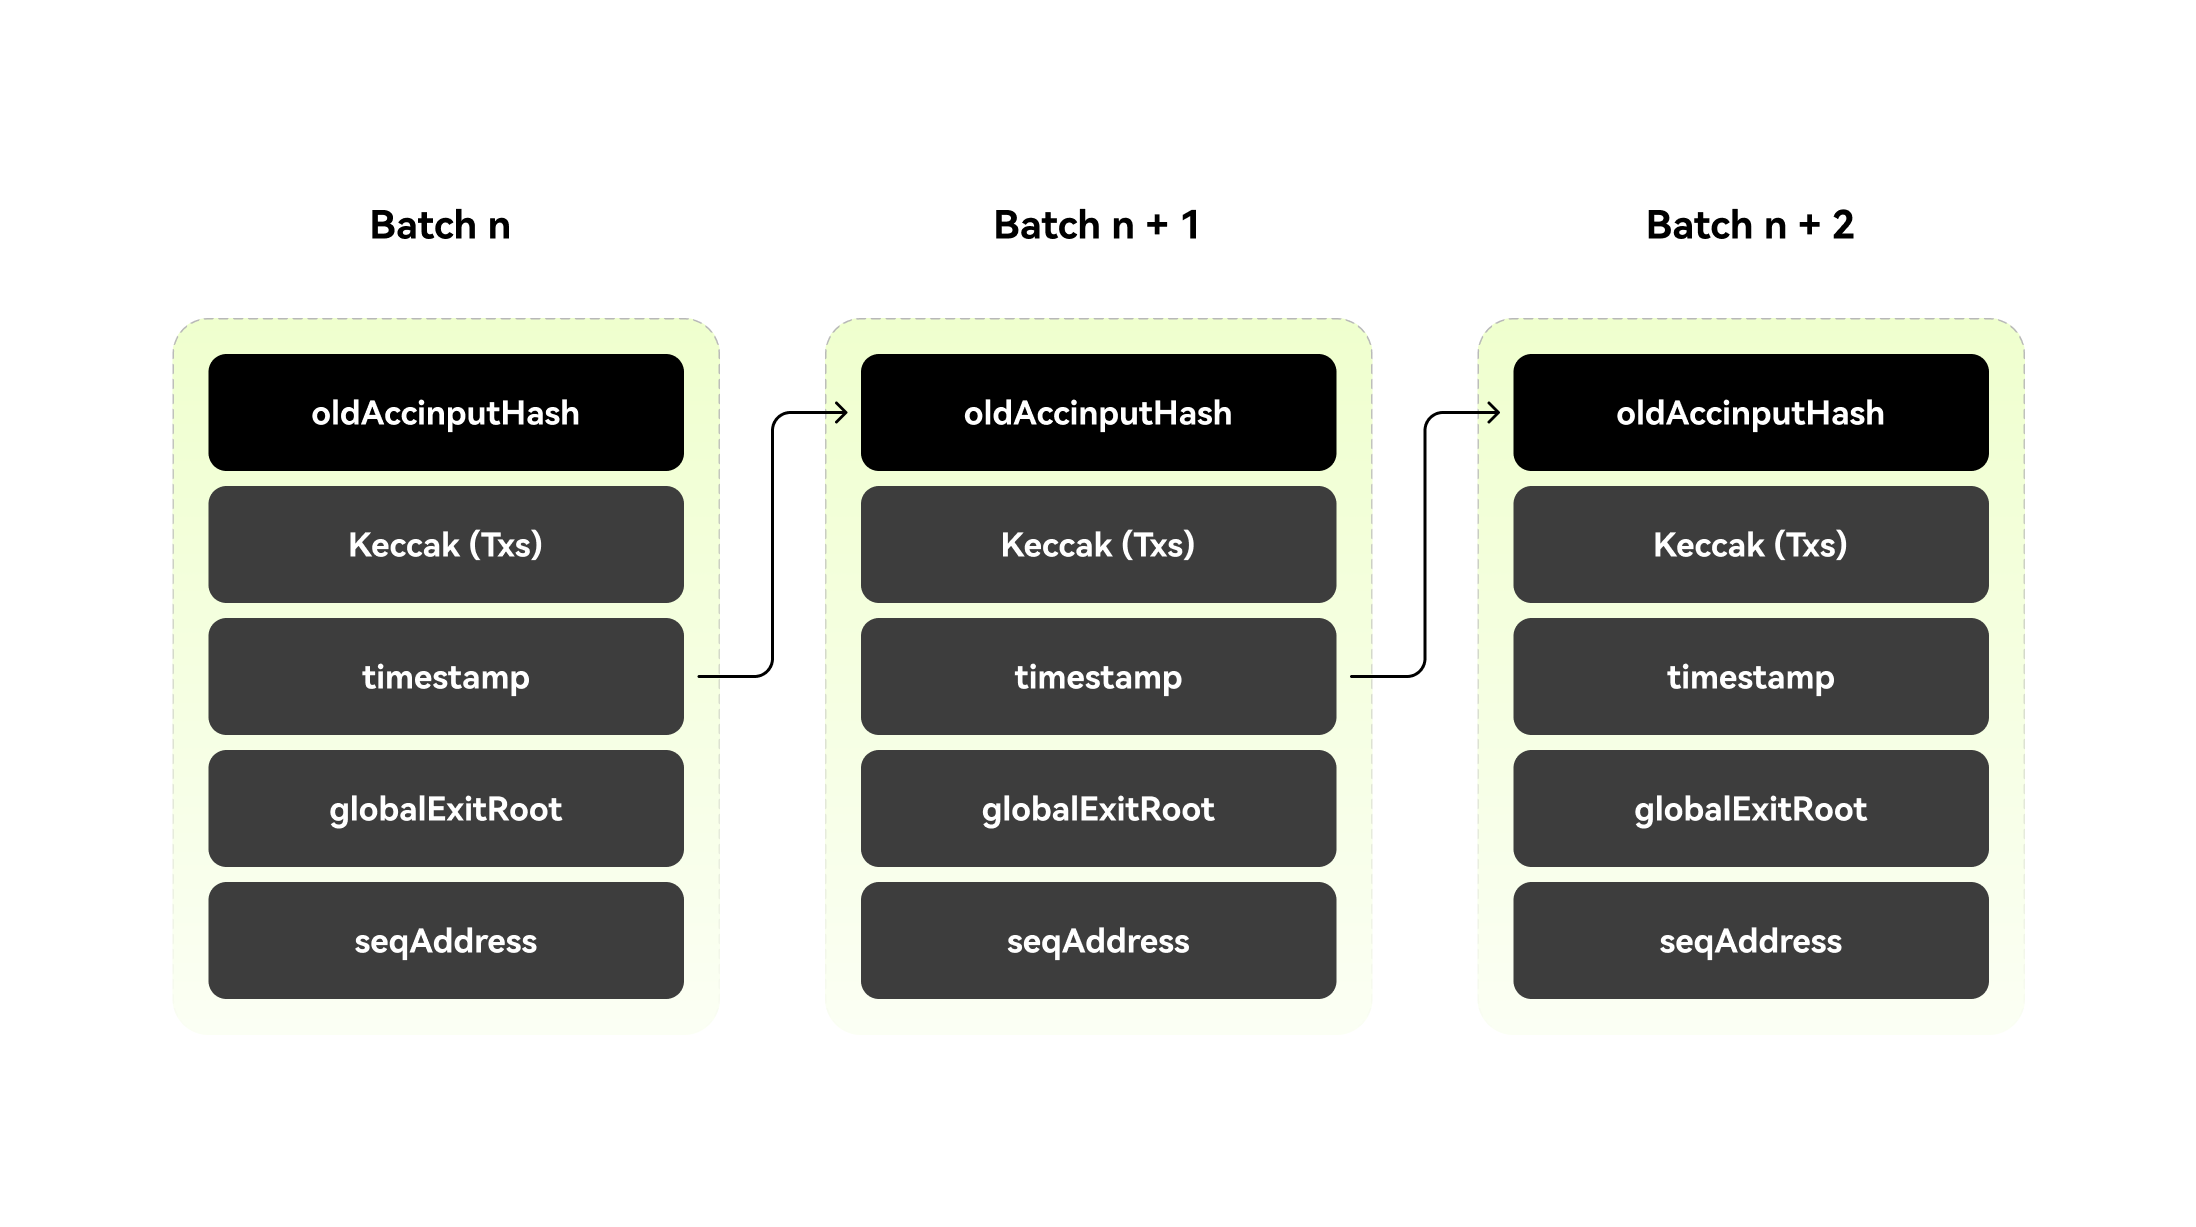 Batch n
oldAccinputHash
Keccak (Txs)
timestamp
globalExitRoot
seqAddress
Batch n + 1
oldAccinputHash
Keccak (Txs)
timestamp
globalExitRoot
seqAddress
Batch n + 2
oldAccinputHash
Keccak (Txs)
timestamp
globalExitRoot
seqAddress